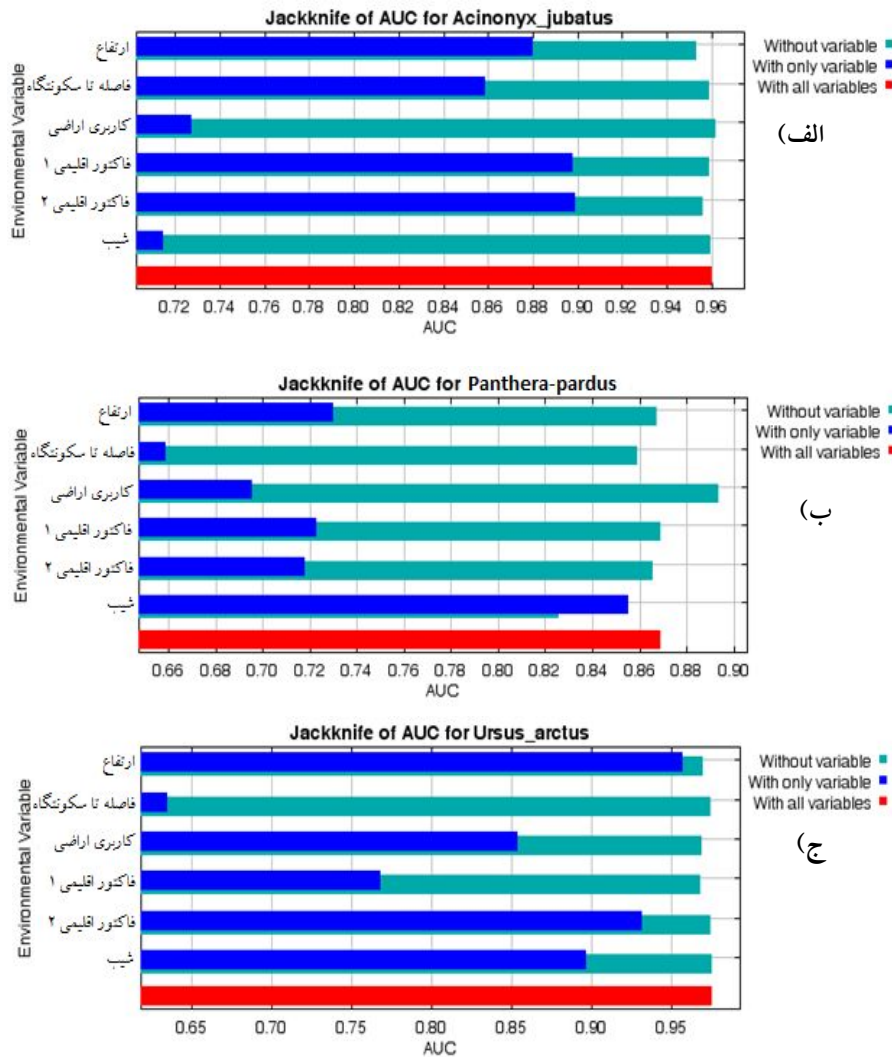 Jackknife of AUC for Acinonyx_jubatus
Environmental Variable
ارتفاع
فاصله تا سکونتگاه
کاربری اراضی
فاکتور اقلیمی ۱
فاکتور اقلیمی ۲
شیب
0.72 0.74 0.76 0.78 0.80 0.82 0.84 0.86 0.88 0.90 0.92 0.94 0.96
AUC
Without variable
With only variable
With all variables
الف)
Jackknife of AUC for Panthera-pardus
Environmental Variable
ارتفاع
فاصله تا سکونتگاه
کاربری اراضی
فاکتور اقلیمی ۱
فاکتور اقلیمی ۲
شیب
0.66 0.68 0.70 0.72 0.74 0.76 0.78 0.80 0.82 0.84 0.86 0.88 0.90
AUC
Without variable
With only variable
With all variables
ب)
Jackknife of AUC for Ursus_arctus
Environmental Variable
ارتفاع
فاصله تا سکونتگاه
کاربری اراضی
فاکتور اقلیمی ۱
فاکتور اقلیمی ۲
شیب
0.65 0.70 0.75 0.80 0.85 0.90 0.95
AUC
Without variable
With only variable
With all variables
ج)